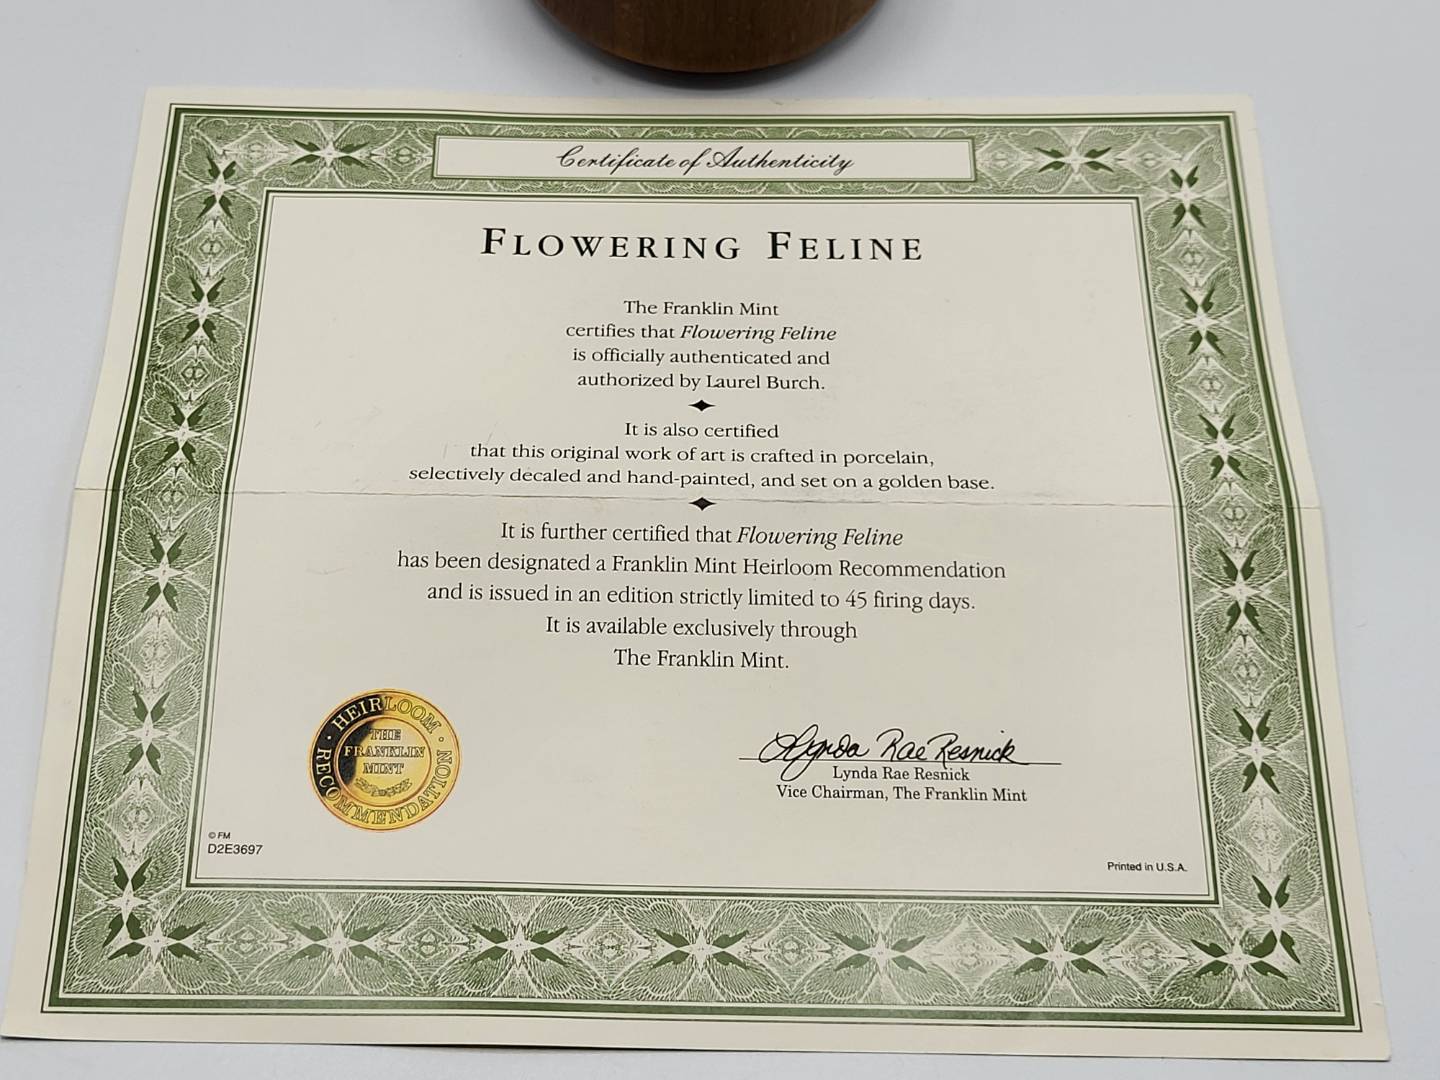 Certificate of Authenticity
FLOWERING FELINE
The Franklin Mint
certifies that Flowering Feline
is officially authenticated and
authorized by Laurel Burch.
It is also certified
that this original work of art is crafted in porcelain,
selectively decaled and hand-painted, and set on a golden base.
It is further certified that Flowering Feline
has been designated a Franklin Mint Heirloom Recommendation
and is issued in an edition strictly limited to 45 firing days.
It is available exclusively through
The Franklin Mint.
HEIRLOOM · RECOMMENDATION ·
THE
FRANKLIN
MINT
Lynda Rae Resnick
Lynda Rae Resnick
Vice Chairman, The Franklin Mint
© FM
D2E3697
Printed in U.S.A.